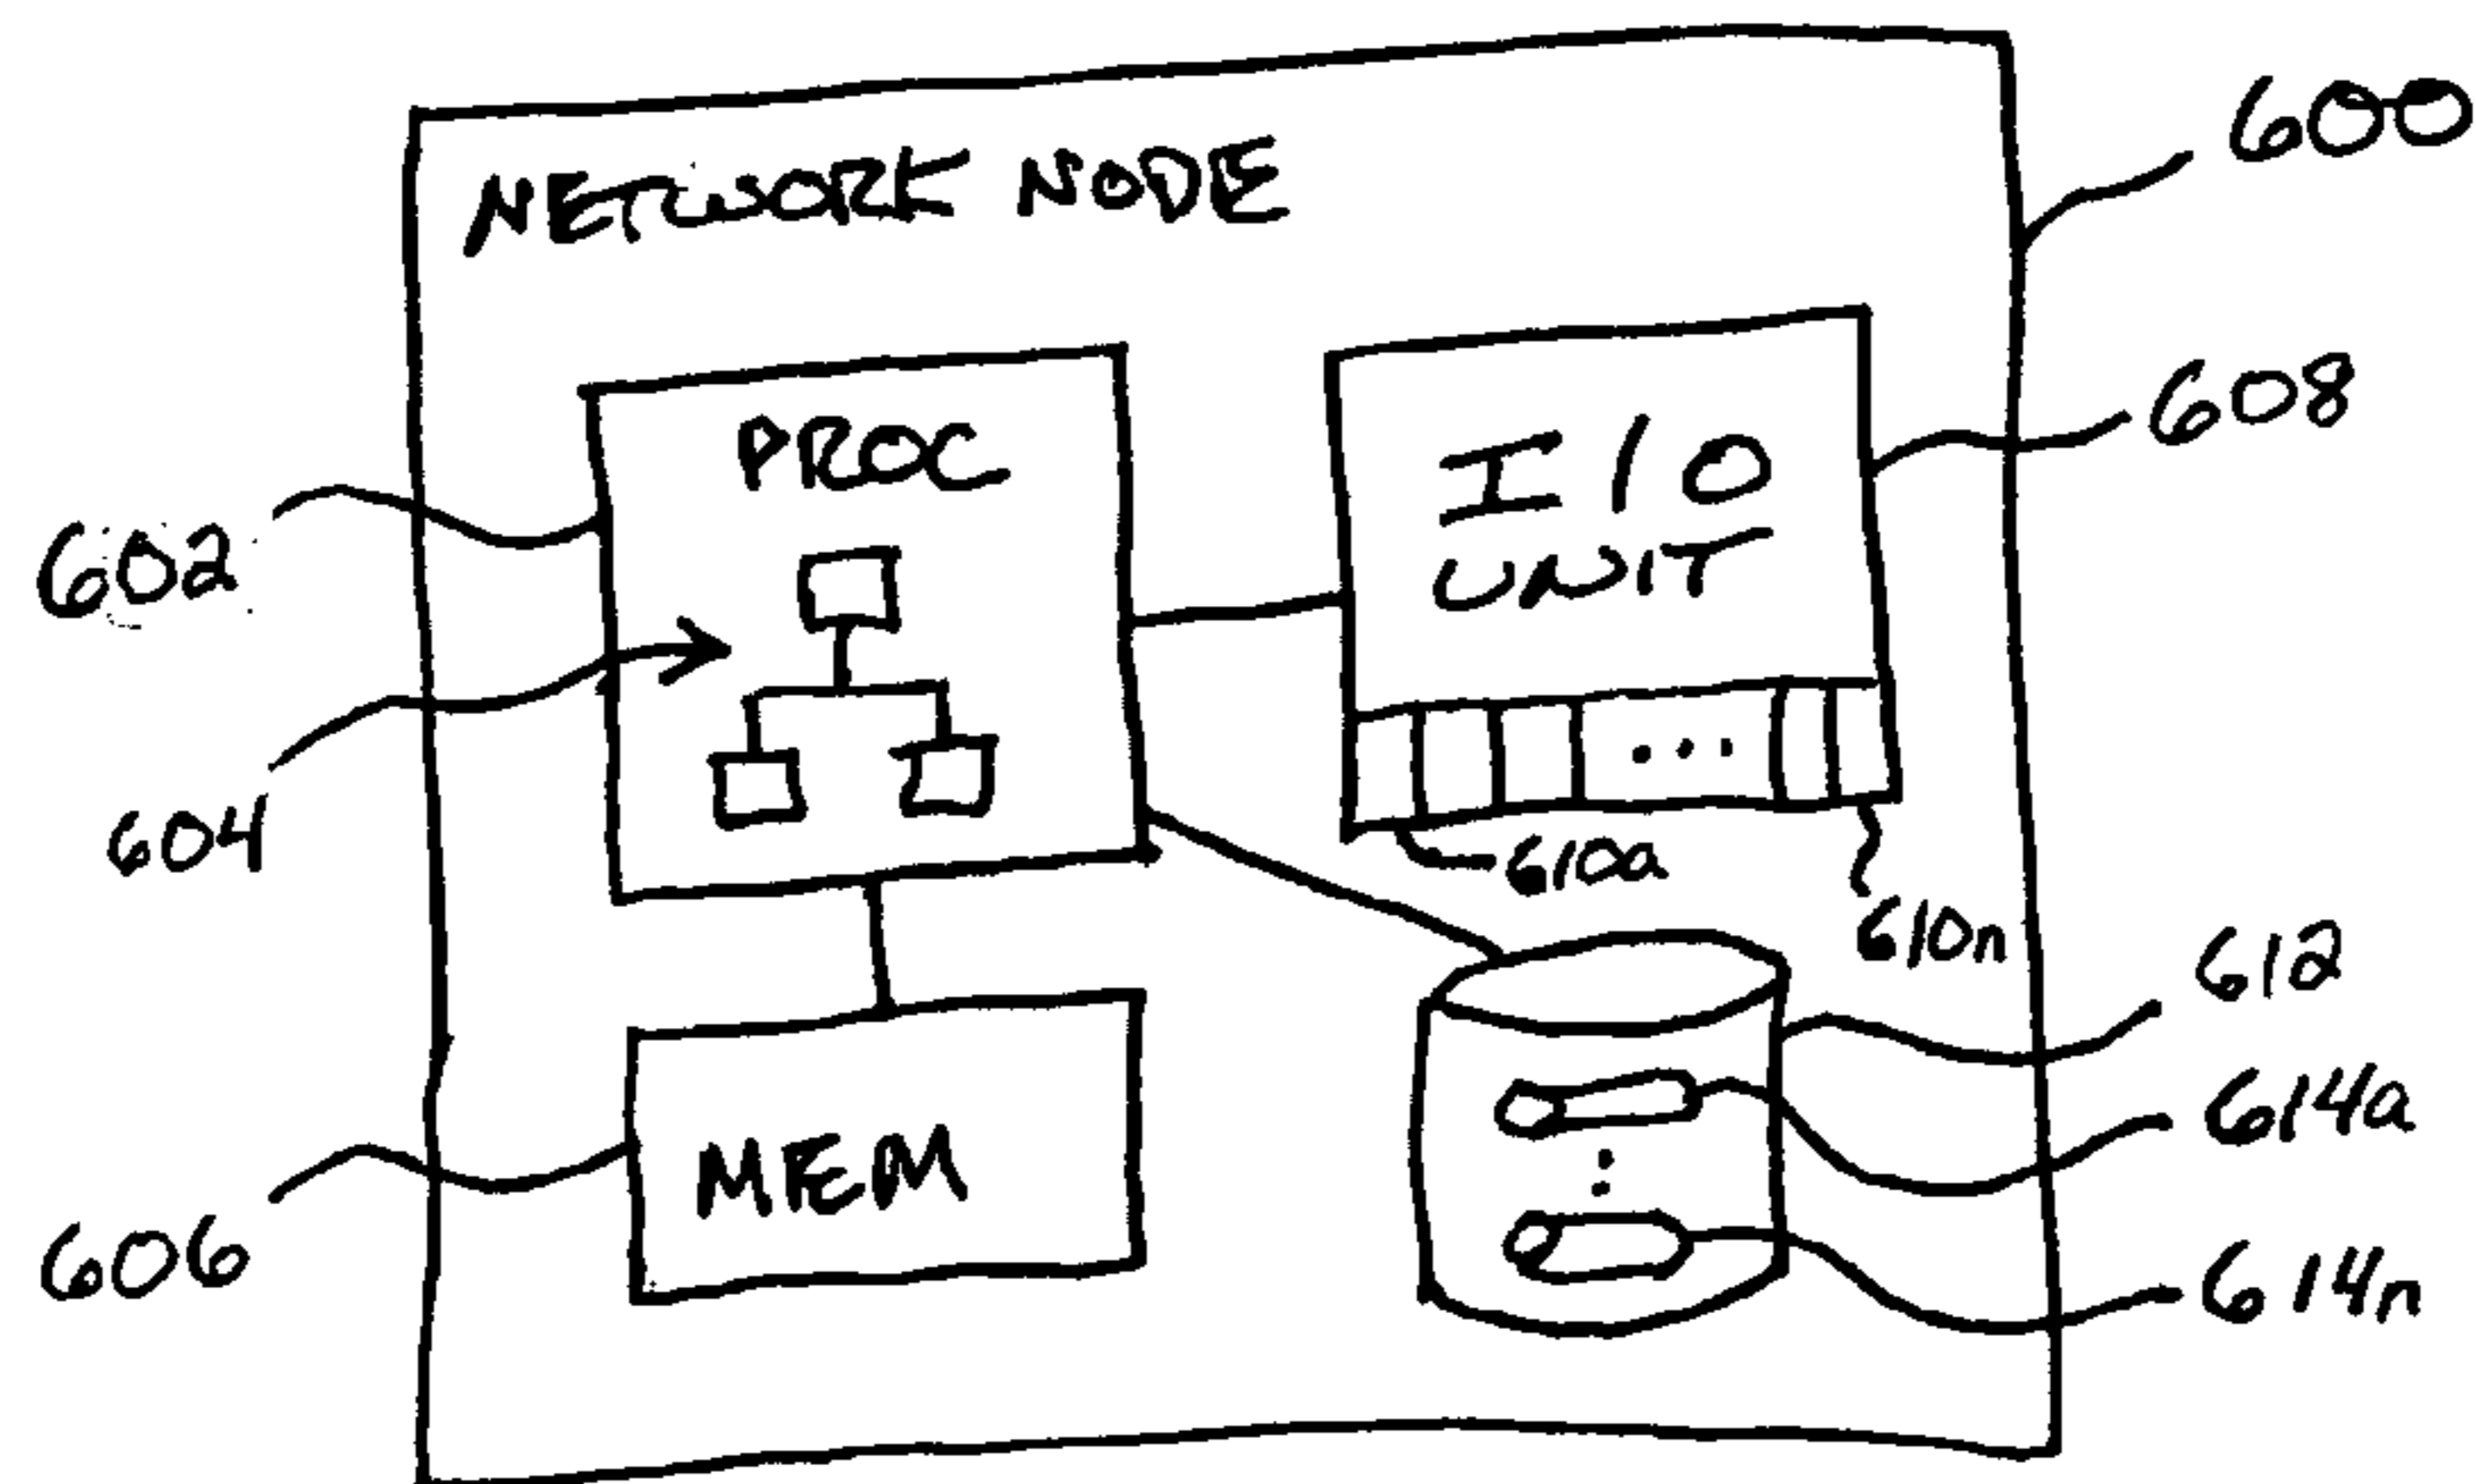 NETWORK NODE
600
PROC
I/O
UNIT
608
602
604
610a
610n
612
614a
MEM
606
614n